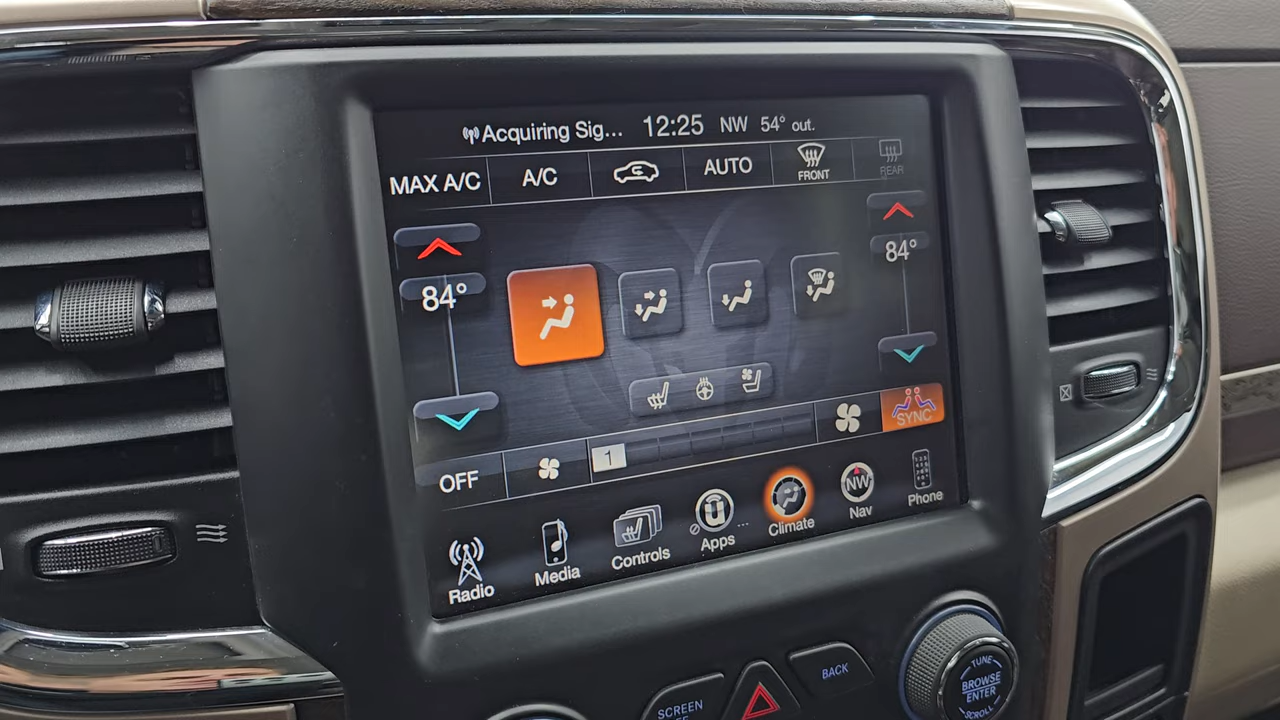 Acquiring Sig... 12:25 NW 54° out.
MAX A/C A/C AUTO FRONT REAR
84° 84°
SYNC
OFF 1
Radio Media Controls Apps Climate NW Nav Phone
BACK
SCREEN
TUNE
BROWSE
ENTER
SCROLL